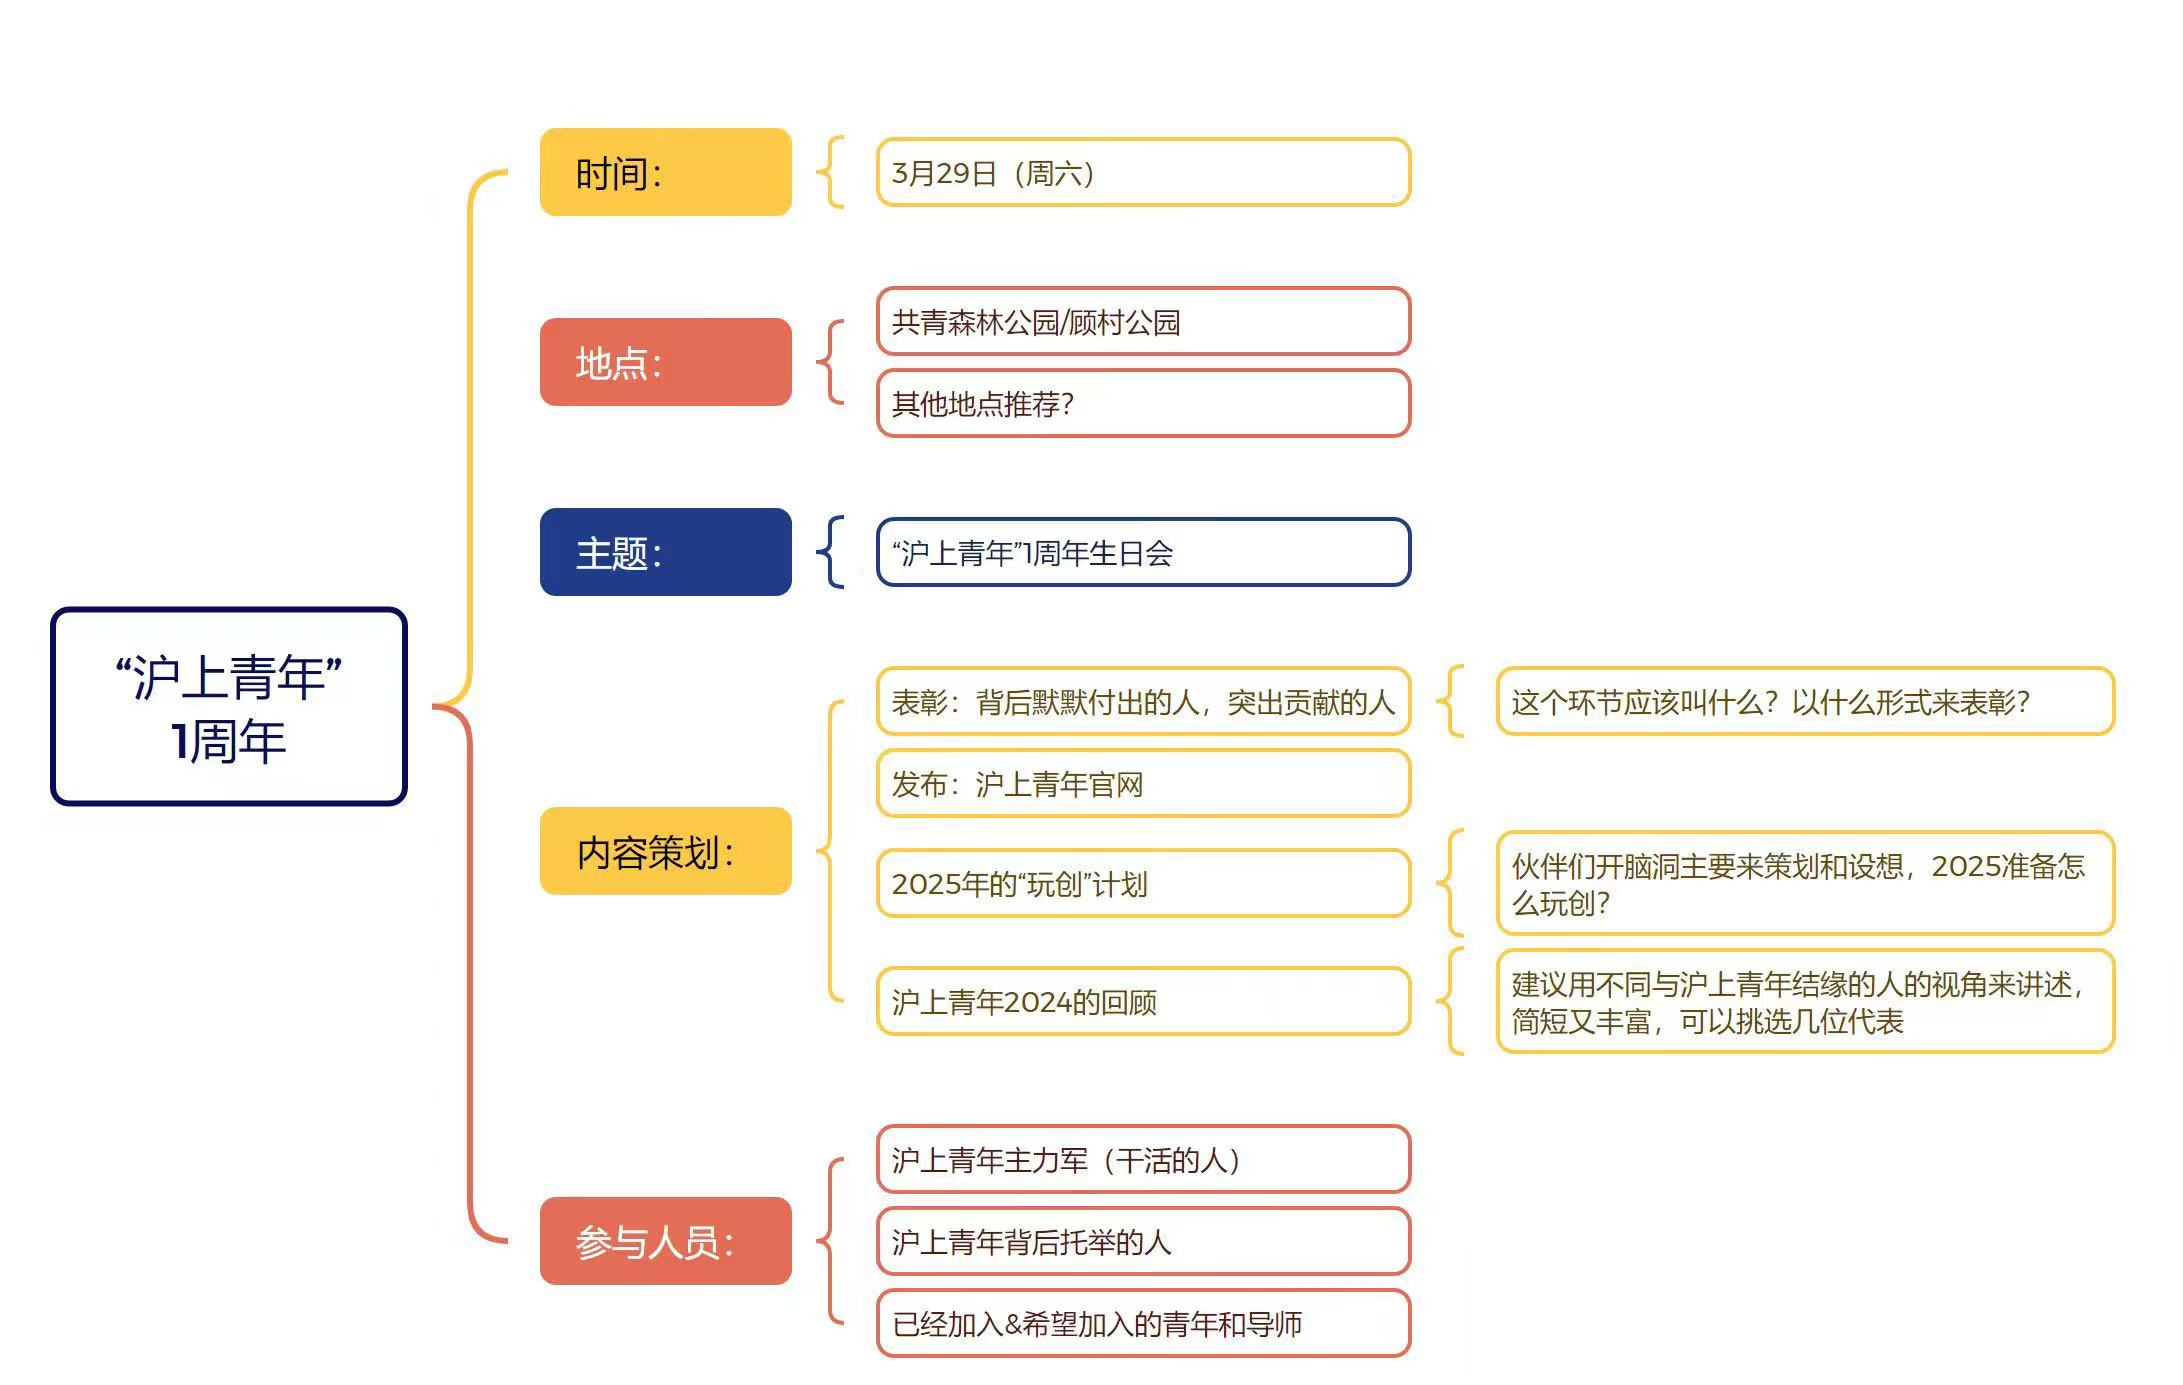 “沪上青年”
1周年
时间：
3月29日（周六）
地点：
共青森林公园/顾村公园
其他地点推荐？
主题：
“沪上青年”1周年生日会
内容策划：
表彰：背后默默付出的人，突出贡献的人
这个环节应该叫什么？以什么形式来表彰？
发布：沪上青年官网
2025年的“玩创”计划
伙伴们开脑洞主要来策划和设想，2025准备怎
么玩创？
沪上青年2024的回顾
建议用不同与沪上青年结缘的人的视角来讲述，
简短又丰富，可以挑选几位代表
参与人员：
沪上青年主力军（干活的人）
沪上青年背后托举的人
已经加入&希望加入的青年和导师